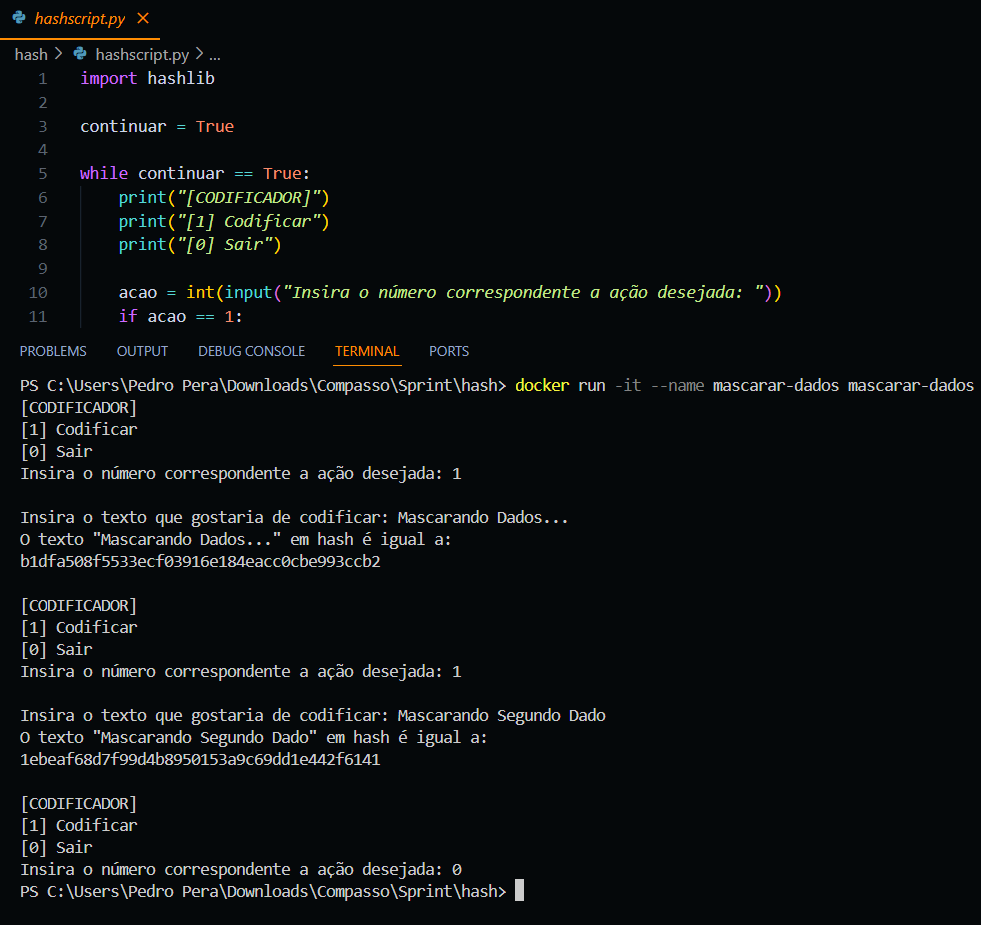 hashscript.py
hash > hashscript.py > ...
1 import hashlib
2
3 continuar = True
4
5 while continuar == True:
6 print("[CODIFICADOR]")
7 print("[1] Codificar")
8 print("[0] Sair")
9
10 acao = int(input("Insira o número correspondente a ação desejada: "))
11 if acao == 1:
PROBLEMS OUTPUT DEBUG CONSOLE TERMINAL PORTS
PS C:\Users\Pedro Pera\Downloads\Compasso\Sprint\hash> docker run -it --name mascarar-dados mascarar-dados
[CODIFICADOR]
[1] Codificar
[0] Sair
Insira o número correspondente a ação desejada: 1
Insira o texto que gostaria de codificar: Mascarando Dados...
O texto "Mascarando Dados..." em hash é igual a:
b1dfa508f5533ecf03916e184eacc0cbe993ccb2
[CODIFICADOR]
[1] Codificar
[0] Sair
Insira o número correspondente a ação desejada: 1
Insira o texto que gostaria de codificar: Mascarando Segundo Dado
O texto "Mascarando Segundo Dado" em hash é igual a:
1ebeaf68d7f99d4b8950153a9c69dd1e442f6141
[CODIFICADOR]
[1] Codificar
[0] Sair
Insira o número correspondente a ação desejada: 0
PS C:\Users\Pedro Pera\Downloads\Compasso\Sprint\hash>